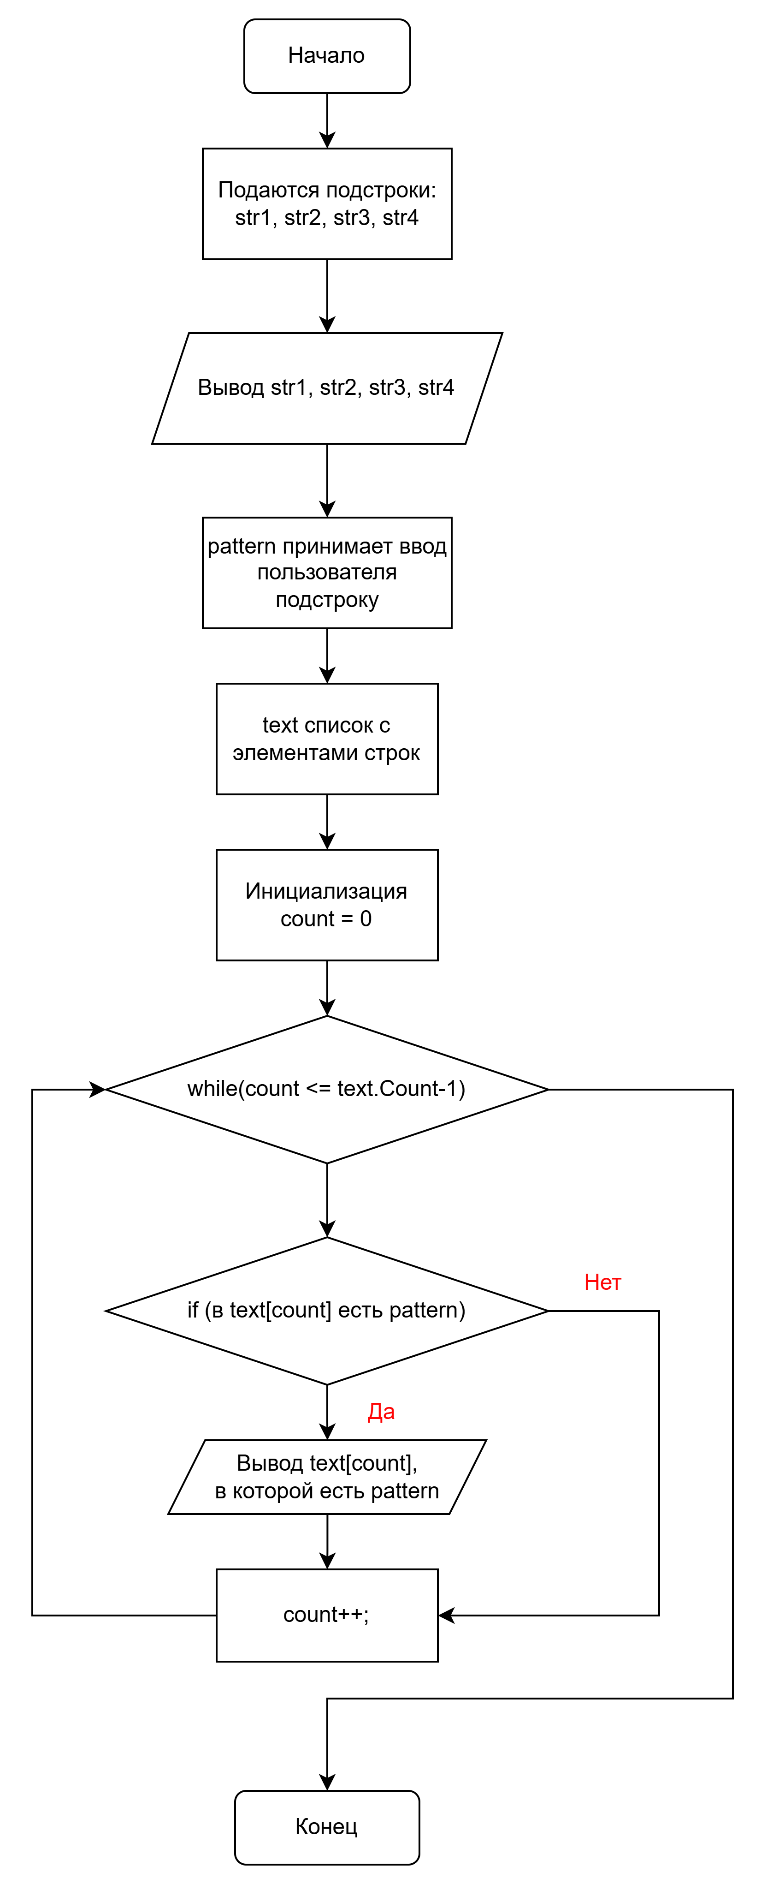 Начало
Подаются подстроки:
str1, str2, str3, str4
Вывод str1, str2, str3, str4
pattern принимает ввод
пользователя
подстроку
text список с
элементами строк
Инициализация
count = 0
while(count <= text.Count-1)
if (в text[count] есть pattern)
Нет
Да
Вывод text[count],
в которой есть pattern
count++;
Конец